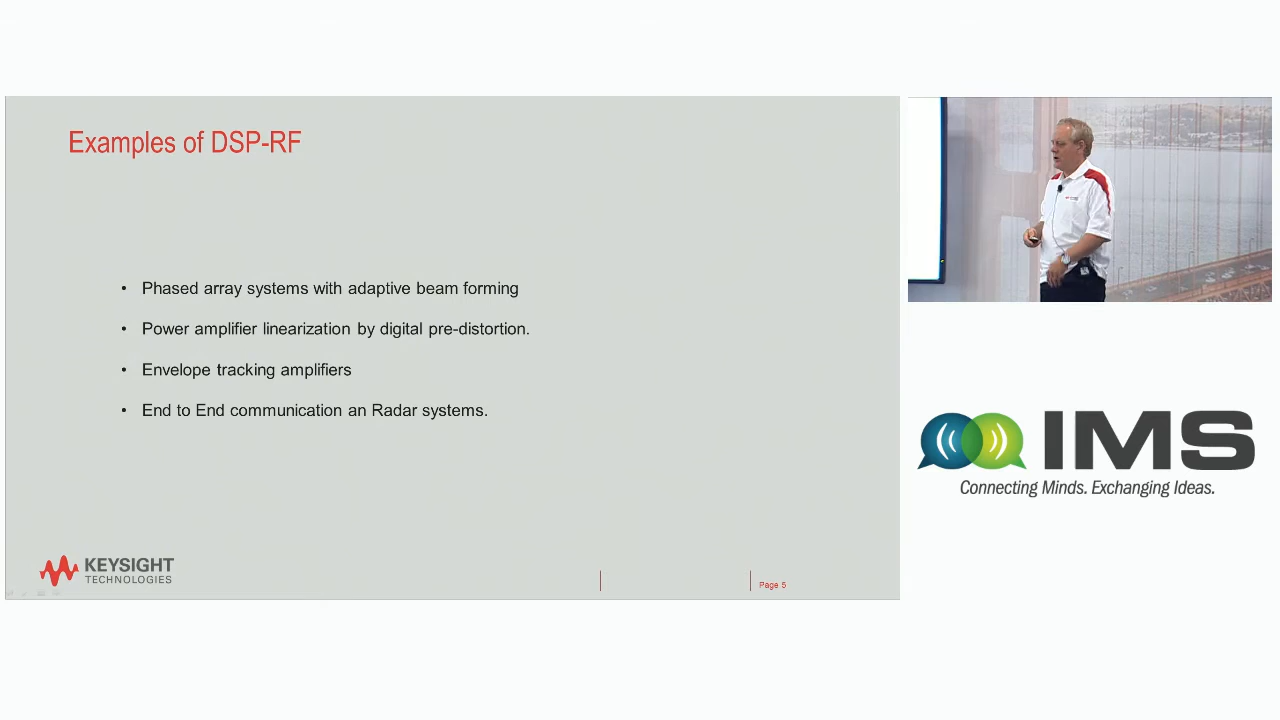 Examples of DSP-RF
• Phased array systems with adaptive beam forming
• Power amplifier linearization by digital pre-distortion.
• Envelope tracking amplifiers
• End to End communication an Radar systems.
KEYSIGHT
TECHNOLOGIES
Page 5
IMS
Connecting Minds. Exchanging Ideas.